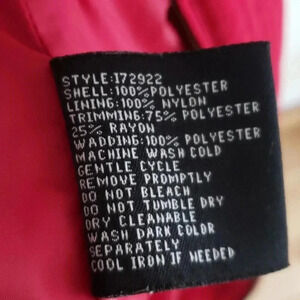 STYLE:172922
SHELL:100%POLYESTER
LINING:100% NYLON
TRIMMING:75% POLYESTER
25% RAYON
WADDING:100% POLYESTER
MACHINE WASH COLD
GENTLE CYCLE
REMOVE PROMPTLY
DO NOT BLEACH
DO NOT TUMBLE DRY
DRY CLEANABLE
WASH DARK COLOR
SEPARATELY
COOL IRON IF NEEDED